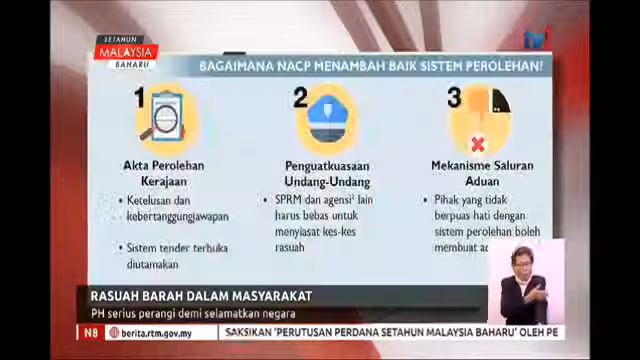 SETAHUN
MALAYSIA
BAHARU
tv1
BAGAIMANA NACP MENAMBAH BAIK SISTEM PEROLEHAN?
1
Akta Perolehan
Kerajaan
• Ketelusan dan
kebertanggungjawapan
• Sistem tender terbuka
diutamakan
2
Penguatkuasaan
Undang-Undang
• SPRM dan agensi² lain
harus bebas untuk
menyiasat kes-kes
rasuah
3
Mekanisme Saluran
Aduan
• Pihak yang tidak
berpuas hati dengan
sistem perolehan boleh
membuat
RASUAH BARAH DALAM MASYARAKAT
PH serius perangi demi selamatkan negara
N8
berita.rtm.gov.my
SAKSIKAN "PERUTUSAN PERDANA SETAHUN MALAYSIA BAHARU" OLEH PE